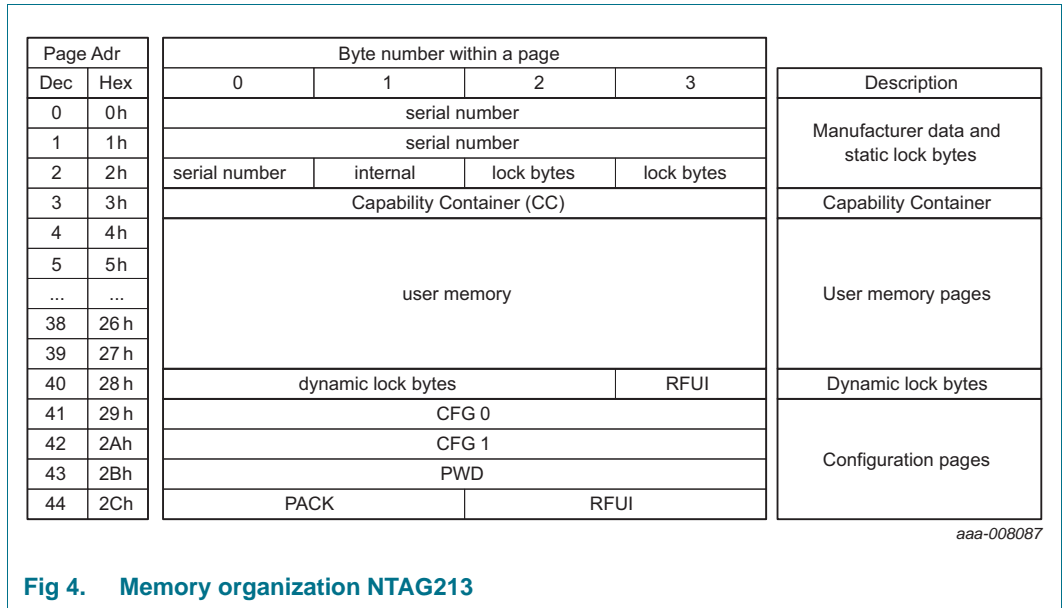 Page Adr Byte number within a page
Dec Hex 0 1 2 3 Description
0 0h serial number
1 1h serial number
Manufacturer data and
static lock bytes
2 2h serial number internal lock bytes lock bytes
3 3h Capability Container (CC) Capability Container
4 4h
5 5h
... ... user memory User memory pages
38 26h
39 27h
40 28h dynamic lock bytes RFUI Dynamic lock bytes
41 29h CFG 0
42 2Ah CFG 1
Configuration pages
43 2Bh PWD
44 2Ch PACK RFUI
aaa-008087
Fig 4. Memory organization NTAG213